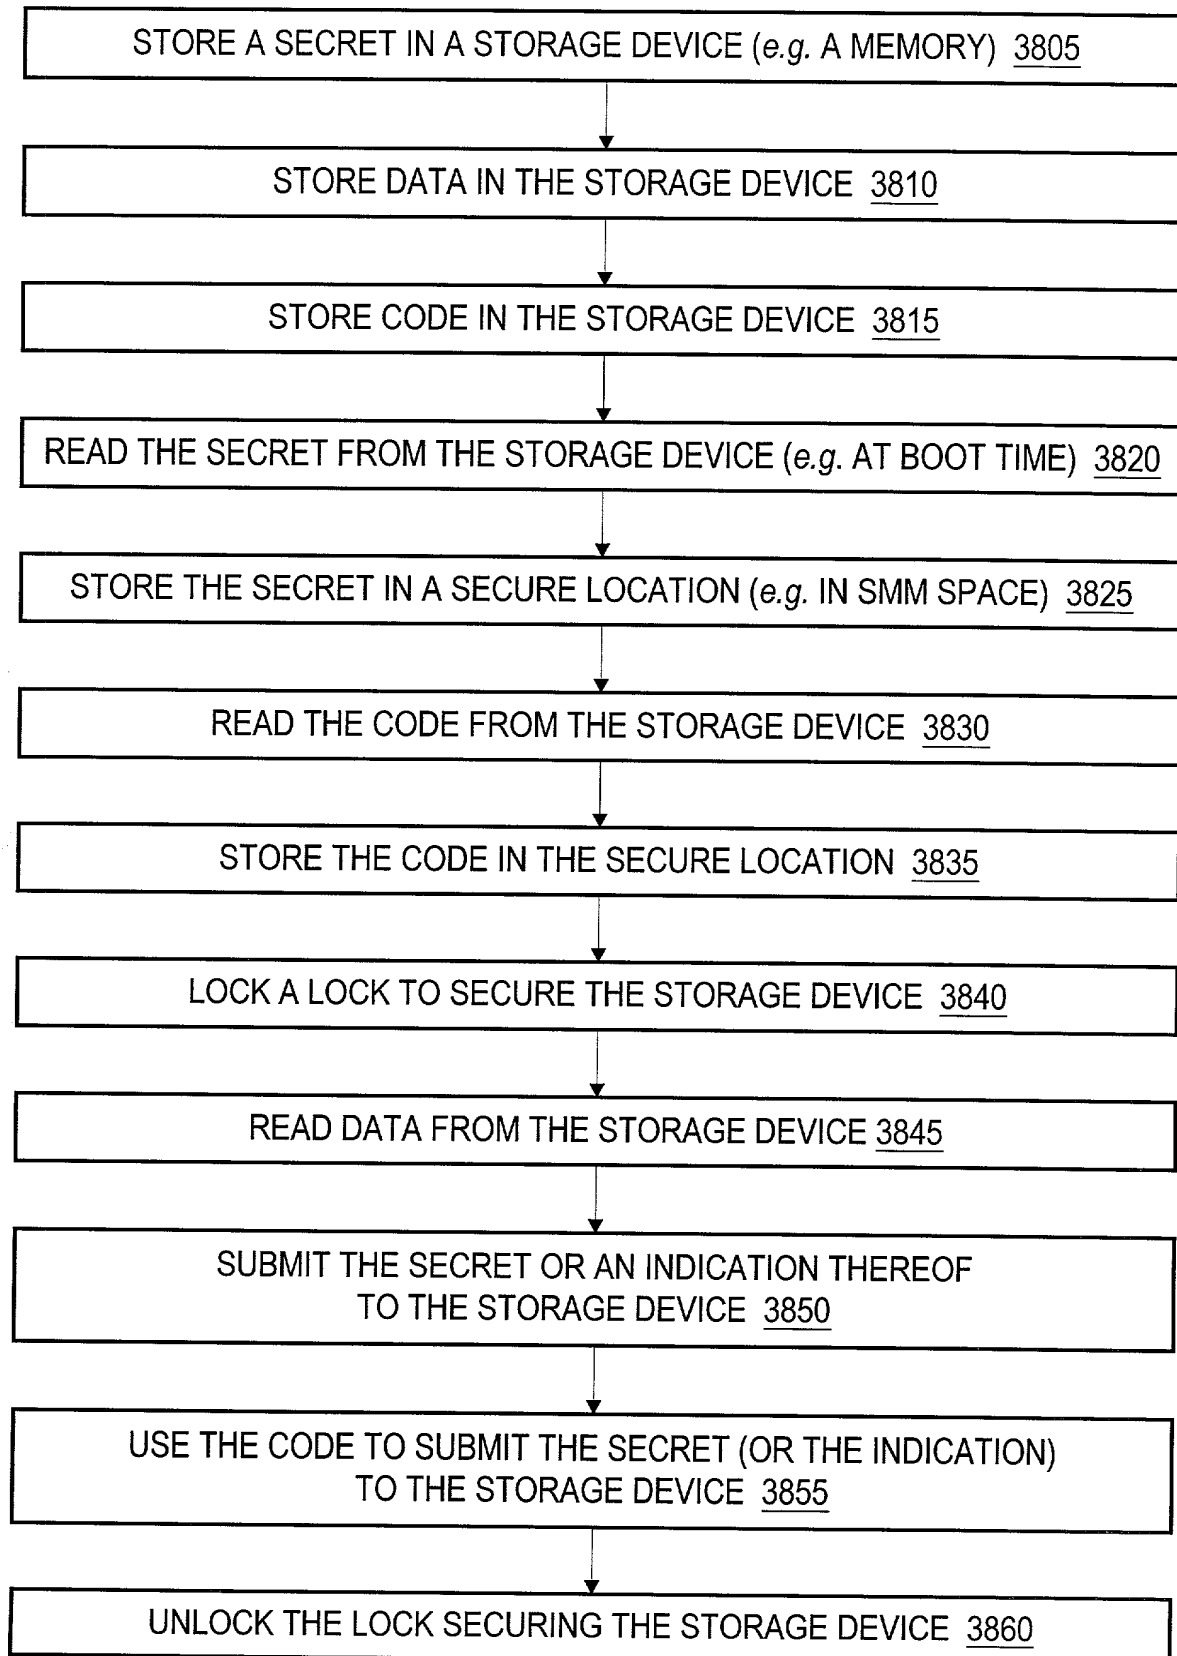 STORE A SECRET IN A STORAGE DEVICE (e.g. A MEMORY) 3805
STORE DATA IN THE STORAGE DEVICE 3810
STORE CODE IN THE STORAGE DEVICE 3815
READ THE SECRET FROM THE STORAGE DEVICE (e.g. AT BOOT TIME) 3820
STORE THE SECRET IN A SECURE LOCATION (e.g. IN SMM SPACE) 3825
READ THE CODE FROM THE STORAGE DEVICE 3830
STORE THE CODE IN THE SECURE LOCATION 3835
LOCK A LOCK TO SECURE THE STORAGE DEVICE 3840
READ DATA FROM THE STORAGE DEVICE 3845
SUBMIT THE SECRET OR AN INDICATION THEREOF
TO THE STORAGE DEVICE 3850
USE THE CODE TO SUBMIT THE SECRET (OR THE INDICATION)
TO THE STORAGE DEVICE 3855
UNLOCK THE LOCK SECURING THE STORAGE DEVICE 3860